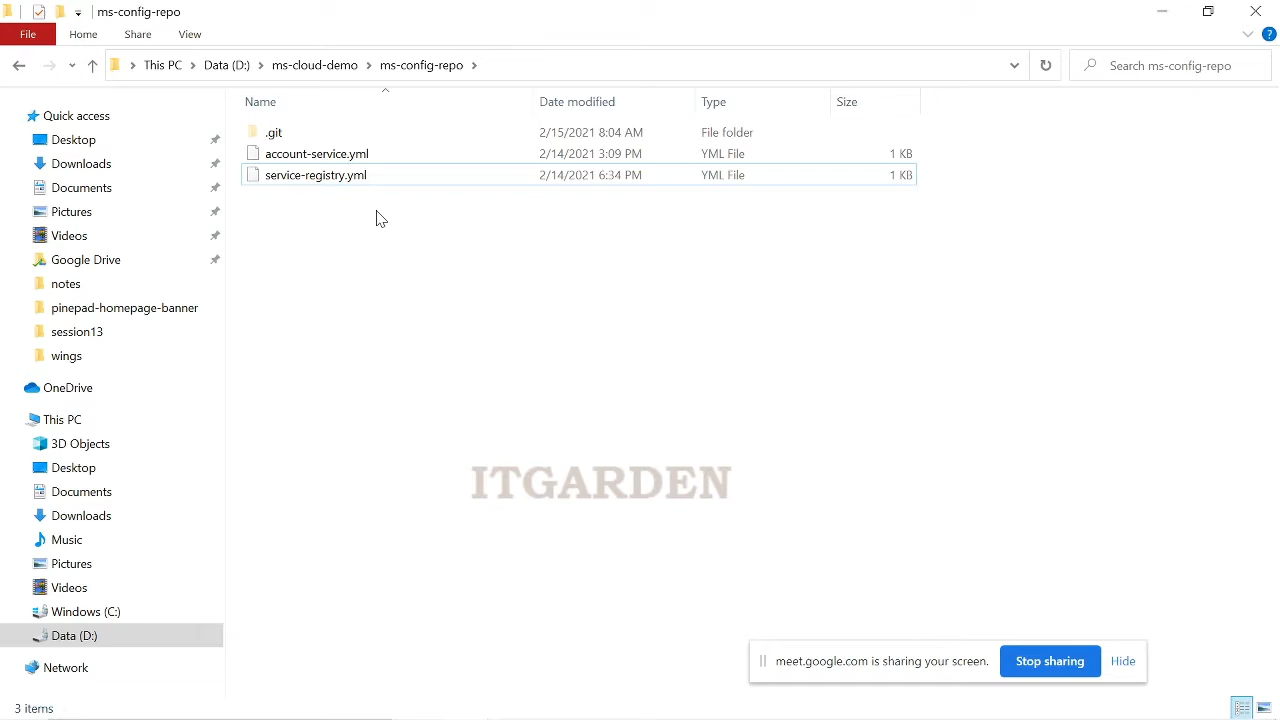 ms-config-repo
File Home Share View
This PC Data (D:) ms-cloud-demo ms-config-repo
Search ms-config-repo
Name Date modified Type Size
.git 2/15/2021 8:04 AM File folder
account-service.yml 2/14/2021 3:09 PM YML File 1 KB
service-registry.yml 2/14/2021 6:34 PM YML File 1 KB
Quick access
Desktop
Downloads
Documents
Pictures
Videos
Google Drive
notes
pinepad-homepage-banner
session13
wings
OneDrive
This PC
3D Objects
Desktop
Documents
Downloads
Music
Pictures
Videos
Windows (C:)
Data (D:)
Network
ITGARDEN
meet.google.com is sharing your screen. Stop sharing Hide
3 items